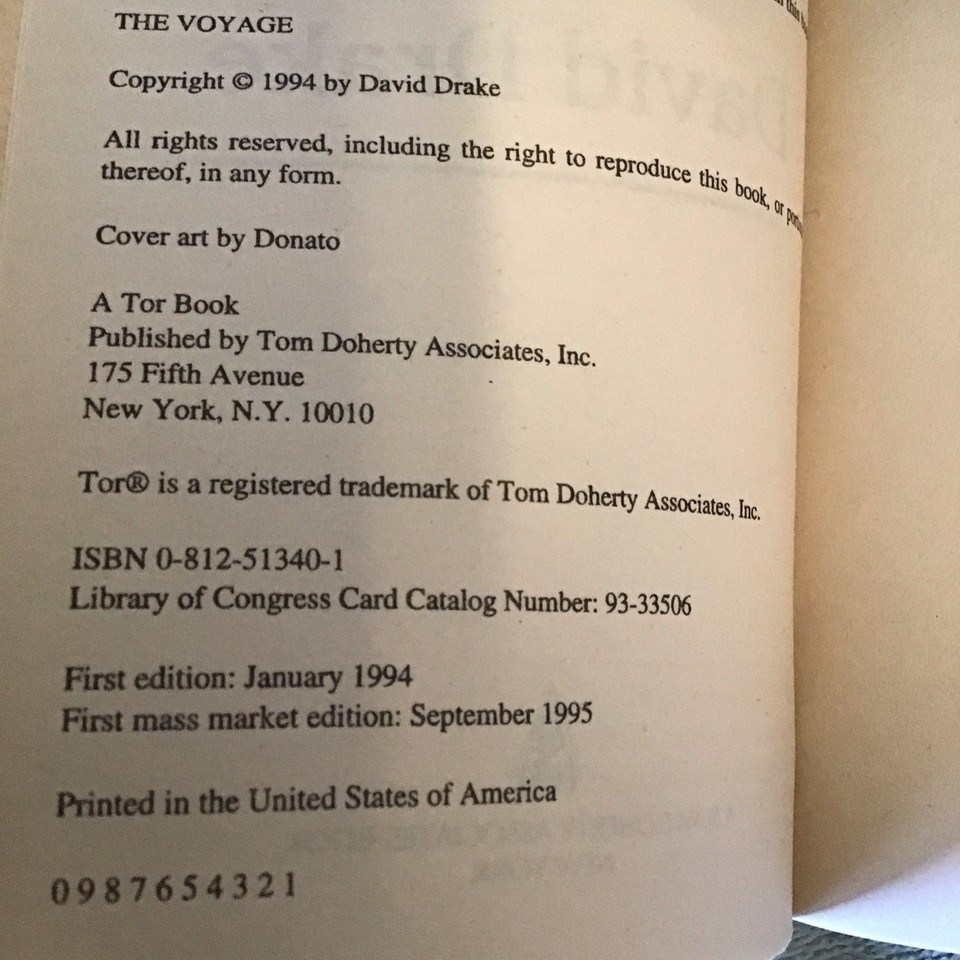 THE VOYAGE
Copyright © 1994 by David Drake
All rights reserved, including the right to reproduce this book, or
thereof, in any form.
Cover art by Donato
A Tor Book
Published by Tom Doherty Associates, Inc.
175 Fifth Avenue
New York, N.Y. 10010
Tor® is a registered trademark of Tom Doherty Associates, Inc.
ISBN 0-812-51340-1
Library of Congress Card Catalog Number: 93-33506
First edition: January 1994
First mass market edition: September 1995
Printed in the United States of America
0 9 8 7 6 5 4 3 2 1